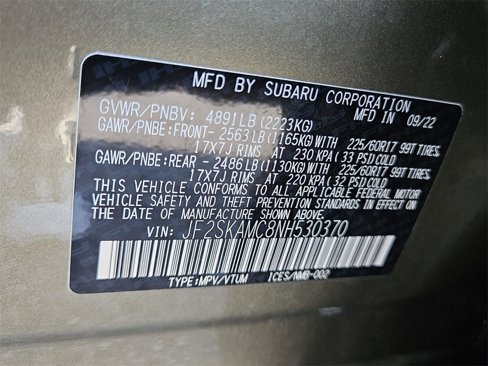 MFD BY SUBARU CORPORATION
MFD IN 09/22
GVWR/PNBV: 4891LB(2223KG)
GAWR/PNBE:FRONT- 2563LB(1165KG)WITH 225/60R17 99T TIRES,
17x7J RIMS AT 230 KPA(33 PSI)COLD
GAWR/PNBE:REAR - 2486LB(1130KG)WITH 225/60R17 99T TIRES,
17x7J RIMS AT 220 KPA(32 PSI)COLD
THIS VEHICLE CONFORMS TO ALL APPLICABLE FEDERAL MOTOR
VEHICLE SAFETY AND THEFT PREVENTION STANDARDS IN EFFECT ON
THE DATE OF MANUFACTURE SHOWN ABOVE.
VIN: JF2SKAMC8NH530370
TYPE:MPV/VTUM ICES/NMB-002